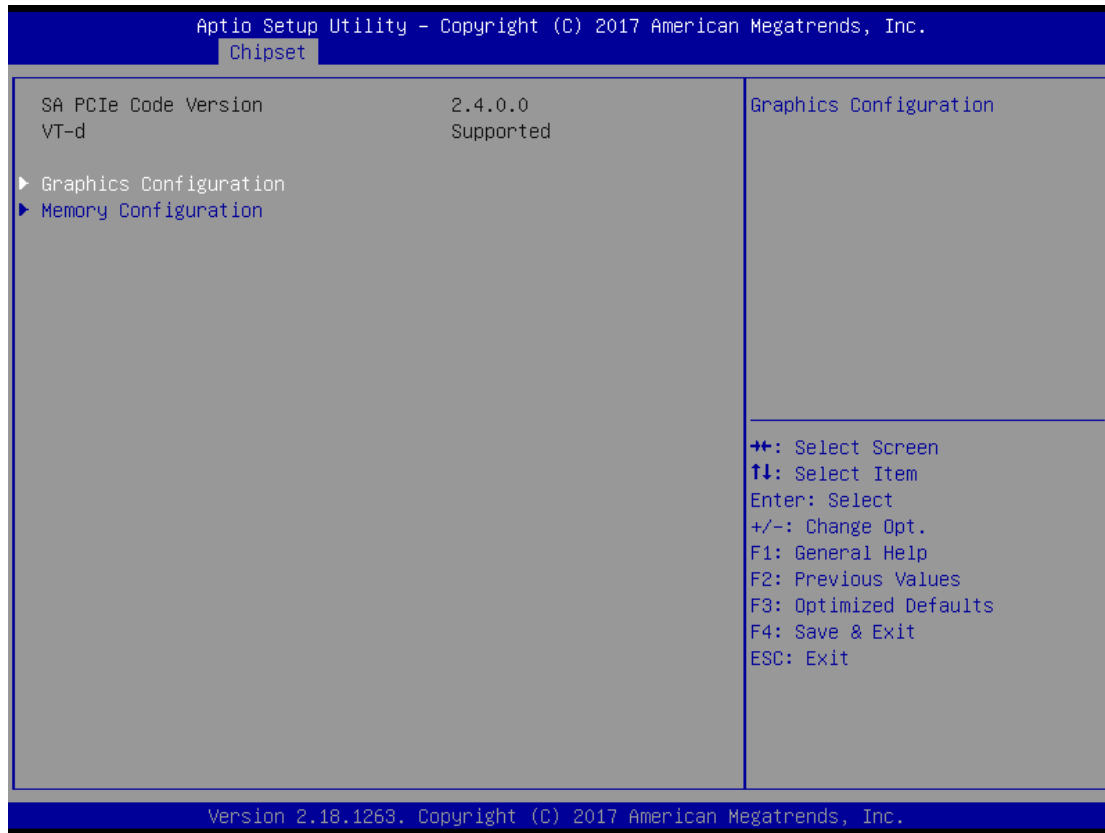 Aptio Setup Utility – Copyright (C) 2017 American Megatrends, Inc.
Chipset
SA PCIe Code Version 2.4.0.0
VT-d Supported
▶ Graphics Configuration
▶ Memory Configuration
Graphics Configuration
→←: Select Screen
↑↓: Select Item
Enter: Select
+/-: Change Opt.
F1: General Help
F2: Previous Values
F3: Optimized Defaults
F4: Save & Exit
ESC: Exit
Version 2.18.1263. Copyright (C) 2017 American Megatrends, Inc.